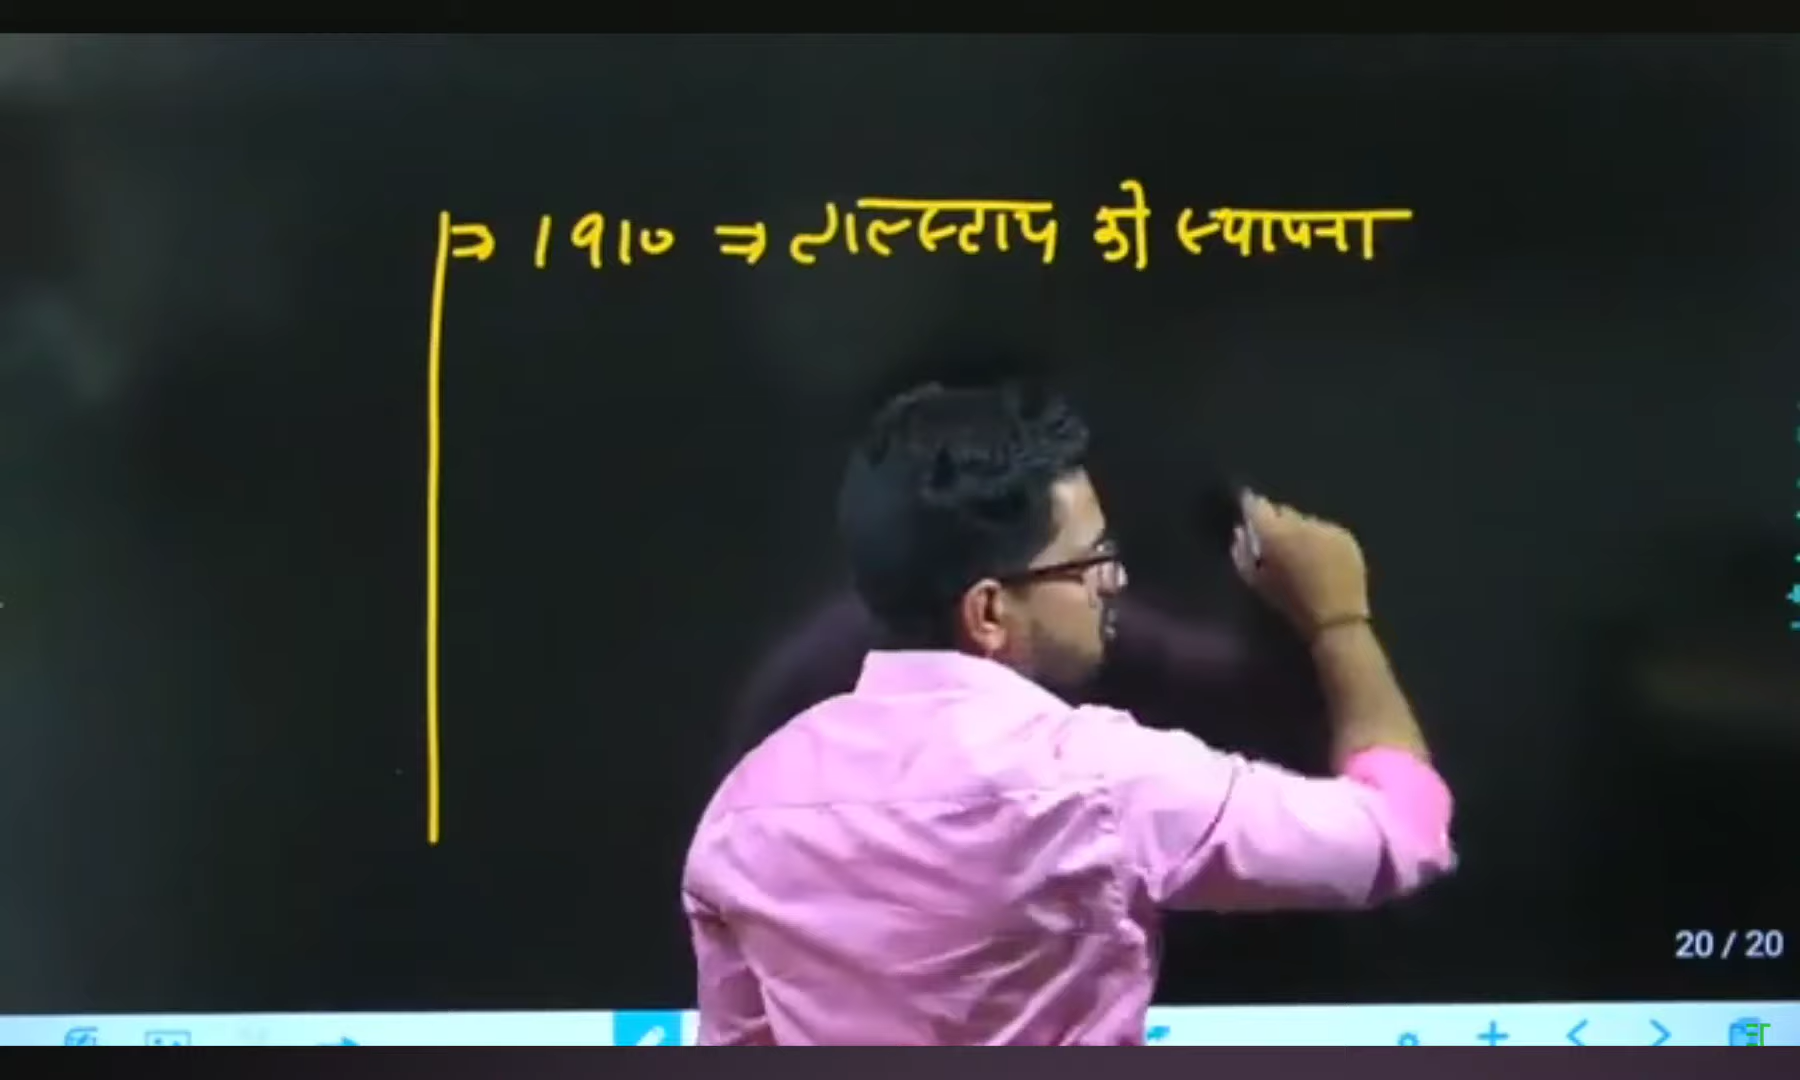 ⇒ 1910 ⇒ टाल्स्टाय की स्थापना
20 / 20